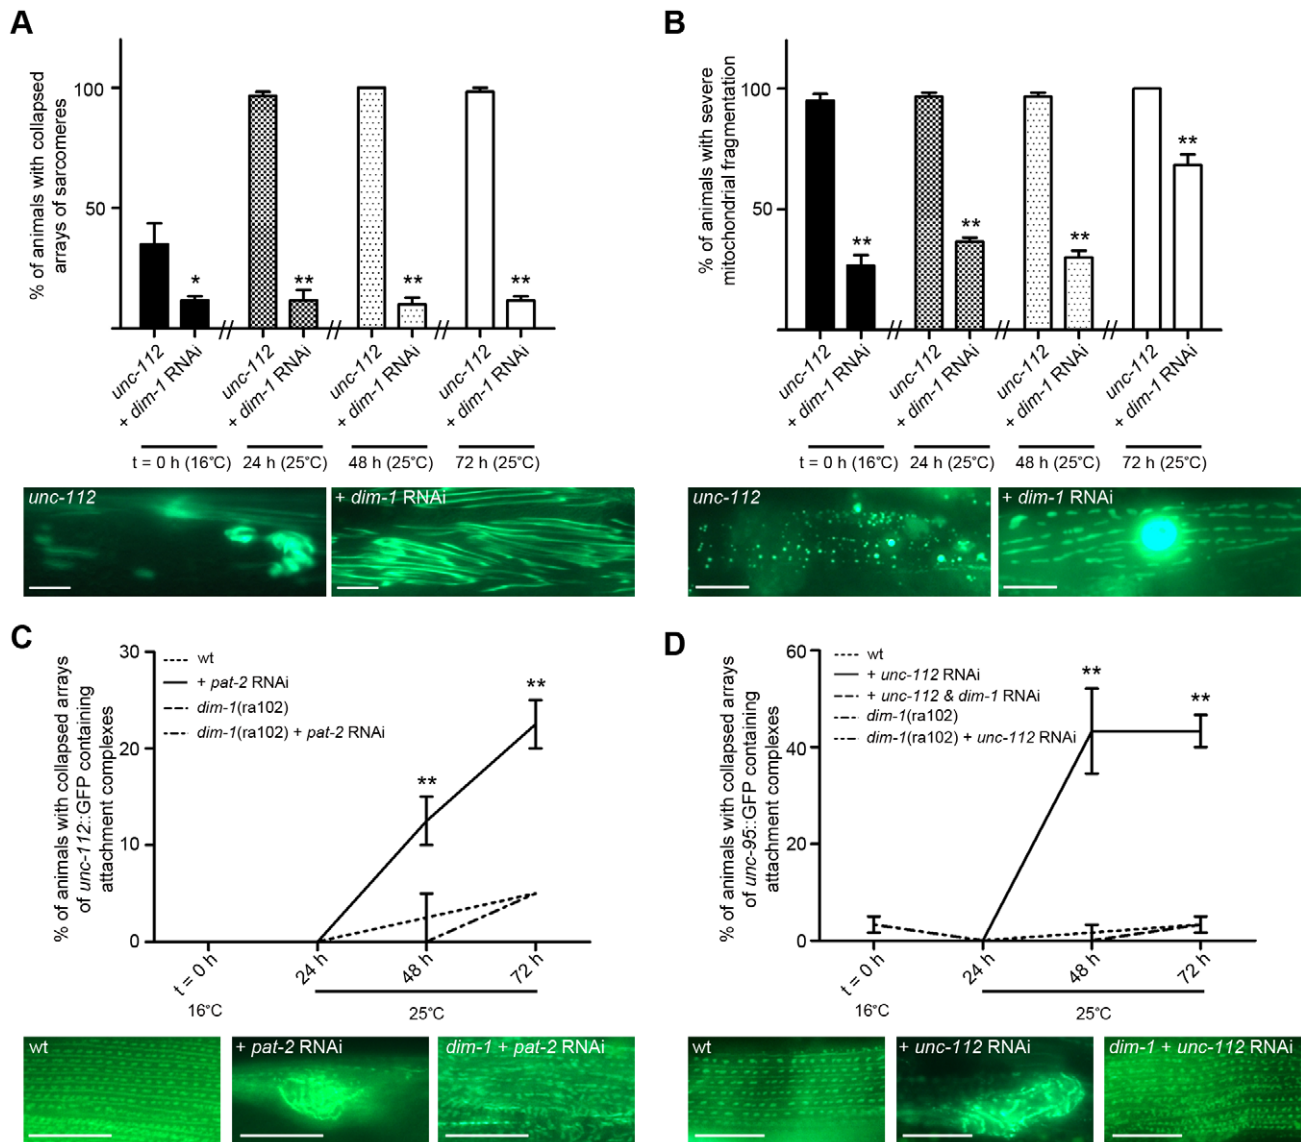 A
% of animals with collapsed
arrays of sarcomeres
100
50
*
**
**
**
unc-112
+ dim-1 RNAi
unc-112
+ dim-1 RNAi
unc-112
+ dim-1 RNAi
unc-112
+ dim-1 RNAi
t = 0 h (16°C)
24 h (25°C)
48 h (25°C)
72 h (25°C)
unc-112
+ dim-1 RNAi
B
% of animals with severe
mitochondrial fragmentation
100
50
**
**
**
**
unc-112
+ dim-1 RNAi
unc-112
+ dim-1 RNAi
unc-112
+ dim-1 RNAi
unc-112
+ dim-1 RNAi
t = 0 h (16°C)
24 h (25°C)
48 h (25°C)
72 h (25°C)
unc-112
+ dim-1 RNAi
C
% of animals with collapsed arrays
of unc-112::GFP containing
attachment complexes
30
20
10
0
wt
+ pat-2 RNAi
dim-1(ra102)
dim-1(ra102) + pat-2 RNAi
**
**
t = 0 h
24 h
48 h
72 h
16°C
25°C
wt
+ pat-2 RNAi
dim-1 + pat-2 RNAi
D
% of animals with collapsed arrays
of unc-95::GFP containing
attachment complexes
60
40
20
0
wt
+ unc-112 RNAi
+ unc-112 & dim-1 RNAi
dim-1(ra102)
dim-1(ra102) + unc-112 RNAi
**
**
t = 0 h
24 h
48 h
72 h
16°C
25°C
wt
+ unc-112 RNAi
dim-1 + unc-112 RNAi